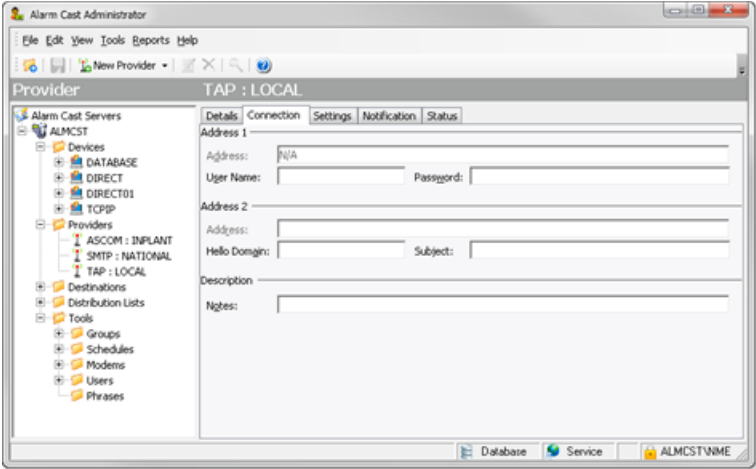 Alarm Cast Administrator
File Edit View Tools Reports Help
New Provider
Provider TAP : LOCAL
Alarm Cast Servers
ALMCST
Devices
DATABASE
DIRECT
DIRECT01
TCPIP
Providers
ASCOM : INPLANT
SMTP : NATIONAL
TAP : LOCAL
Destinations
Distribution Lists
Tools
Groups
Schedules
Modems
Users
Phrases
Details Connection Settings Notification Status
Address 1
Address: N/A
User Name: Password:
Address 2
Address:
Hello Domain: Subject:
Description
Notes:
Database Service ALMCST\NME